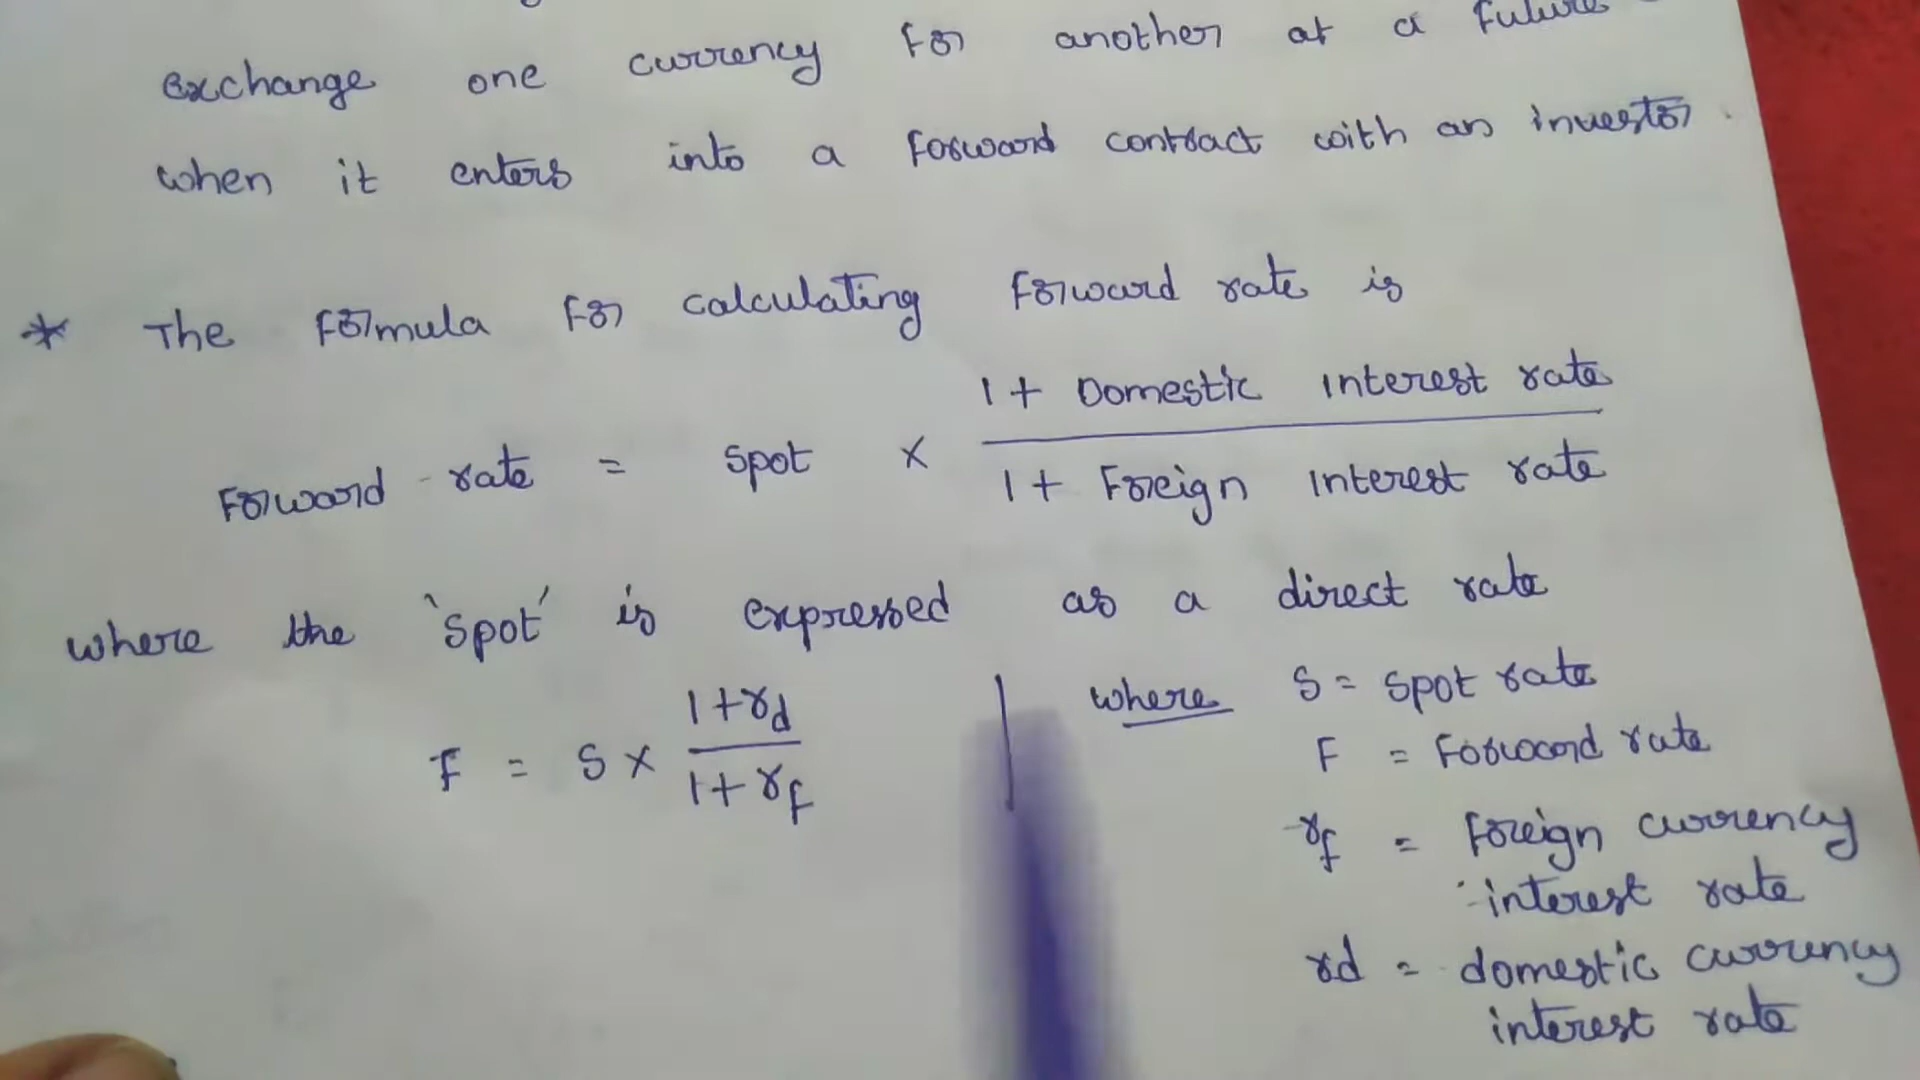 exchange one currency for another at a future
when it enters into a forward contract with an investor.
* The formula for calculating forward rate is
Forward rate = spot × (1 + Domestic interest rate) / (1 + Foreign interest rate)
where the 'spot' is expressed as a direct rate
F = S × (1 + rd) / (1 + rf)
where S = spot rate
F = Forward rate
rf = foreign currency
interest rate
rd = domestic currency
interest rate